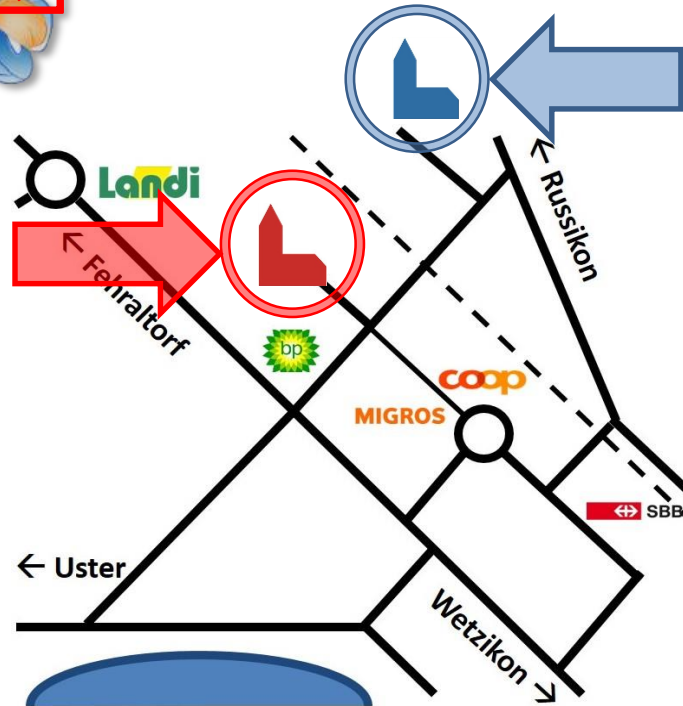 Landi
← Russikon
← Fehraltorf
bp
coop
MIGROS
SBB
← Uster
Wetzikon →